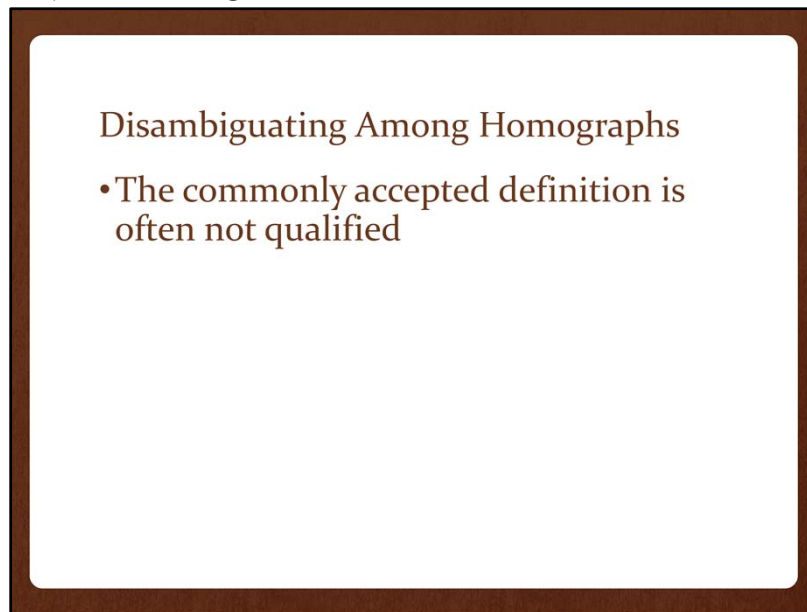 Disambiguating Among Homographs
•The commonly accepted definition is
often not qualified